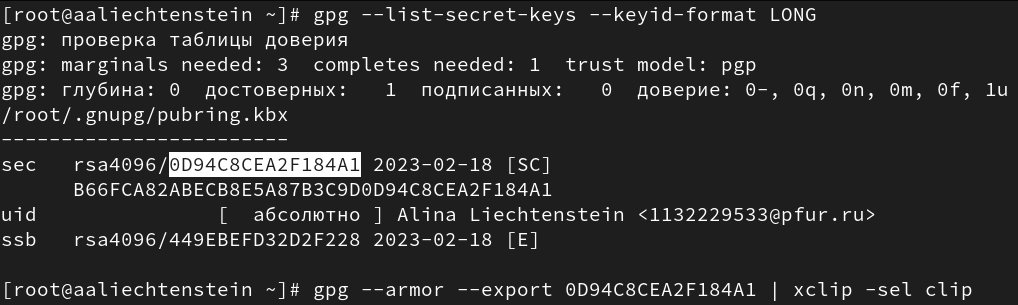 [root@aaliechtenstein ~]# gpg --list-secret-keys --keyid-format LONG
gpg: проверка таблицы доверия
gpg: marginals needed: 3  completes needed: 1  trust model: pgp
gpg: глубина: 0  достоверных:   1  подписанных:   0  доверие: 0-, 0q, 0n, 0m, 0f, 1u
/root/.gnupg/pubring.kbx
------------------------
sec   rsa4096/0D94C8CEA2F184A1 2023-02-18 [SC]
      B66FCA82ABECB8E5A87B3C9D0D94C8CEA2F184A1
uid               [  абсолютно ] Alina Liechtenstein <1132229533@pfur.ru>
ssb   rsa4096/449EBEFD32D2F228 2023-02-18 [E]
[root@aaliechtenstein ~]# gpg --armor --export 0D94C8CEA2F184A1 | xclip -sel clip